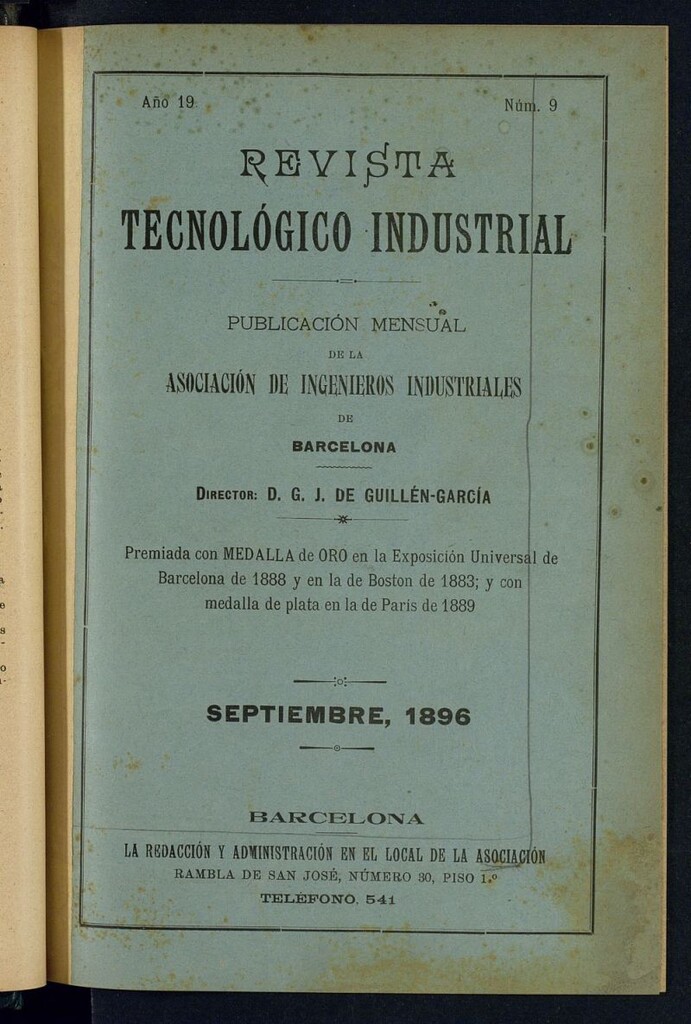 Año 19
Núm. 9
REVISTA
TECNOLÓGICO INDUSTRIAL
PUBLICACIÓN MENSUAL
DE LA
ASOCIACIÓN DE INGENIEROS INDUSTRIALES
DE
BARCELONA
DIRECTOR: D. G. J. DE GUILLÉN-GARCÍA
Premiada con MEDALLA de ORO en la Exposición Universal de
Barcelona de 1888 y en la de Boston de 1883; y con
medalla de plata en la de París de 1889
SEPTIEMBRE, 1896
BARCELONA
LA REDACCIÓN Y ADMINISTRACIÓN EN EL LOCAL DE LA ASOCIACIÓN
RAMBLA DE SAN JOSÉ, NÚMERO 30, PISO 1.º
TELÉFONO. 541